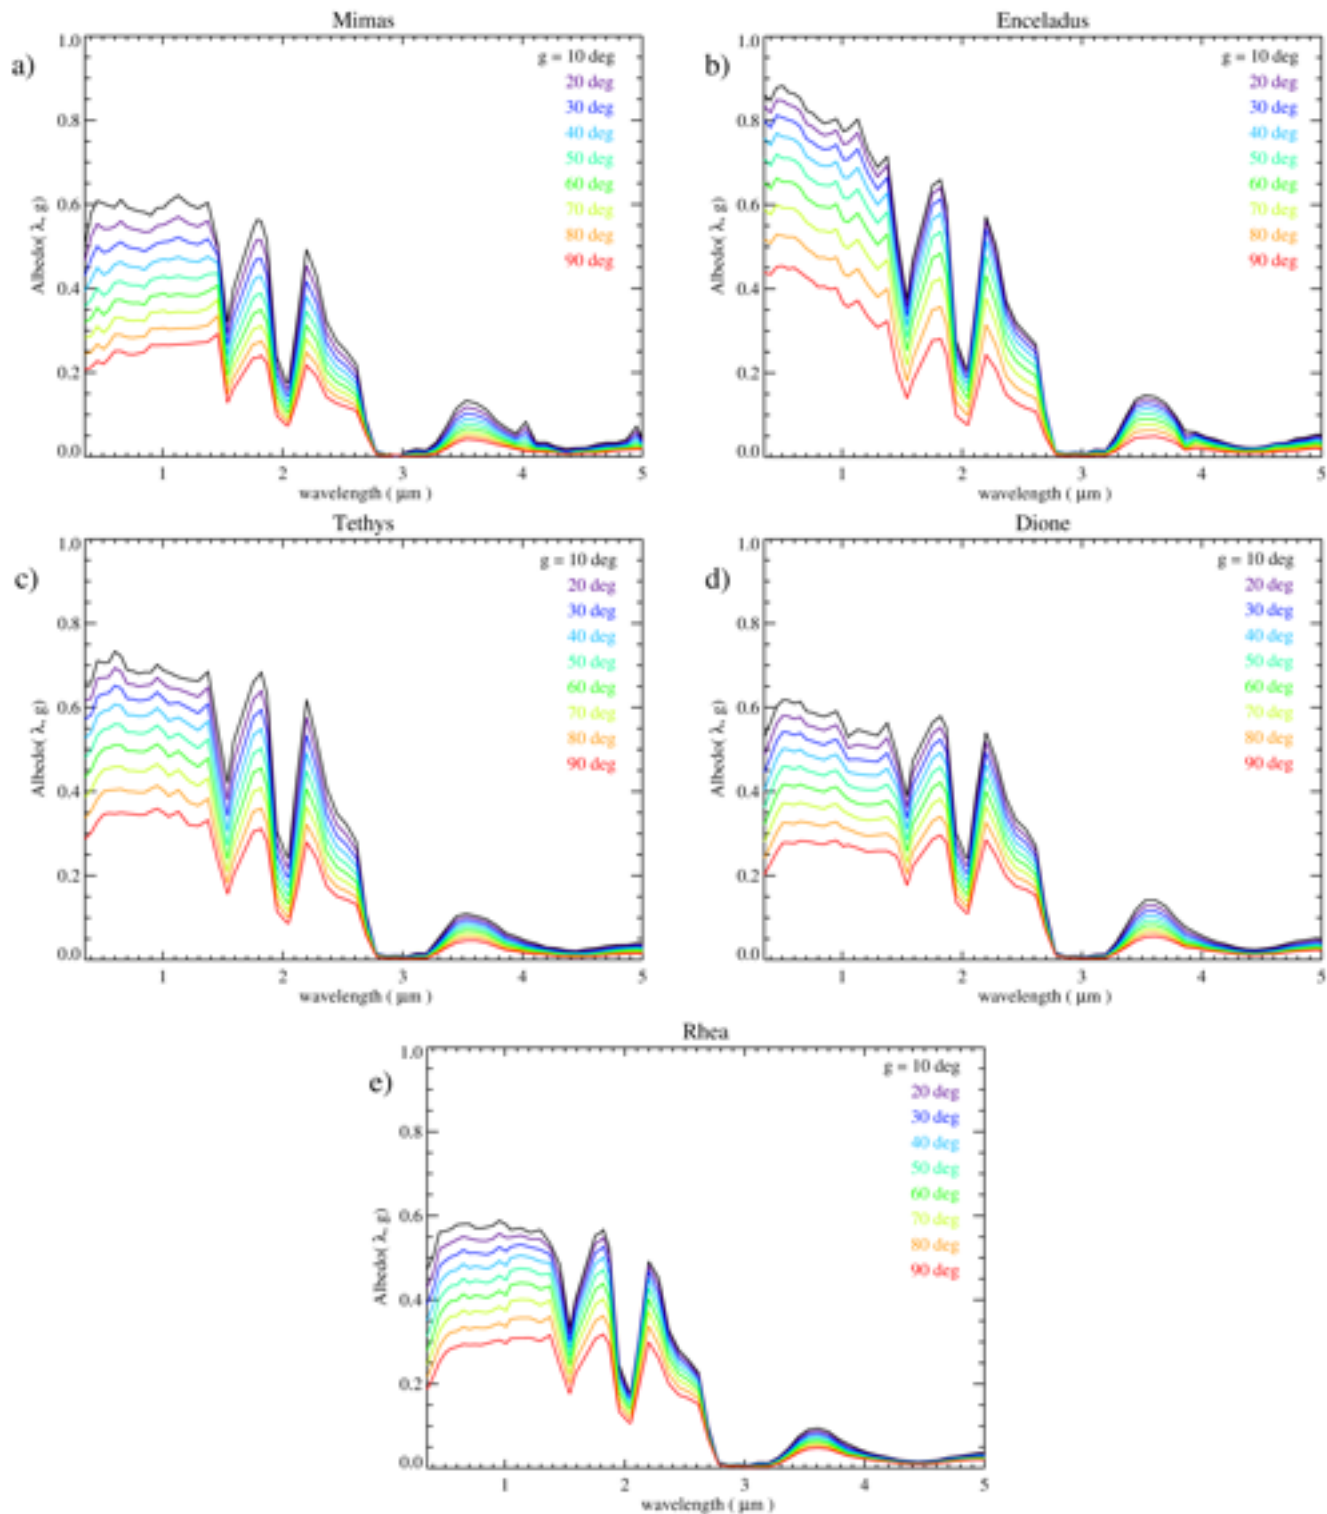 Mimas
a)
1.0
0.8
0.6
0.4
0.2
0.0
Albedo( λ, g)
g = 10 deg
20 deg
30 deg
40 deg
50 deg
60 deg
70 deg
80 deg
90 deg
1 2 3 4 5
wavelength ( μm )
Enceladus
b)
1.0
0.8
0.6
0.4
0.2
0.0
Albedo( λ, g)
g = 10 deg
20 deg
30 deg
40 deg
50 deg
60 deg
70 deg
80 deg
90 deg
1 2 3 4 5
wavelength ( μm )
Tethys
c)
1.0
0.8
0.6
0.4
0.2
0.0
Albedo( λ, g)
g = 10 deg
20 deg
30 deg
40 deg
50 deg
60 deg
70 deg
80 deg
90 deg
1 2 3 4 5
wavelength ( μm )
Dione
d)
1.0
0.8
0.6
0.4
0.2
0.0
Albedo( λ, g)
g = 10 deg
20 deg
30 deg
40 deg
50 deg
60 deg
70 deg
80 deg
90 deg
1 2 3 4 5
wavelength ( μm )
Rhea
e)
1.0
0.8
0.6
0.4
0.2
0.0
Albedo( λ, g)
g = 10 deg
20 deg
30 deg
40 deg
50 deg
60 deg
70 deg
80 deg
90 deg
1 2 3 4 5
wavelength ( μm )